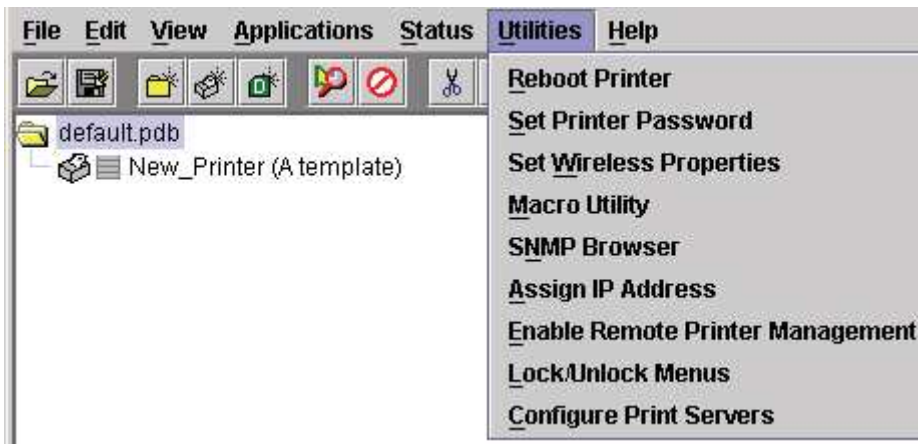 File Edit View Applications Status Utilities Help
default.pdb
New_Printer (A template)
Reboot Printer
Set Printer Password
Set Wireless Properties
Macro Utility
SNMP Browser
Assign IP Address
Enable Remote Printer Management
Lock/Unlock Menus
Configure Print Servers